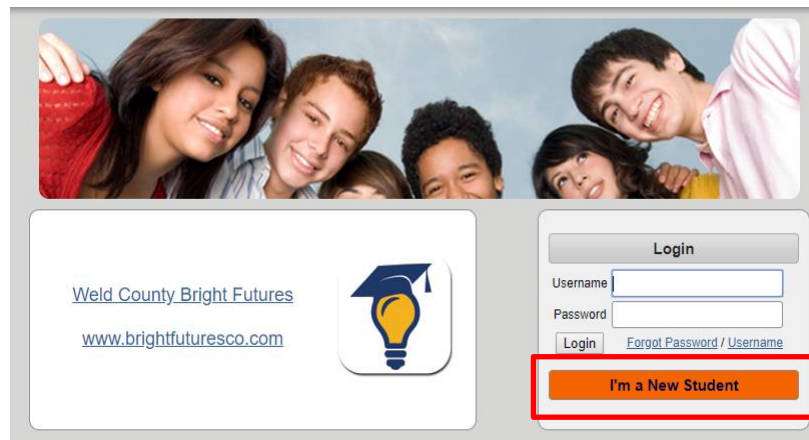 Weld County Bright Futures
www.brightfuturesco.com
Login
Username
Password
Login Forgot Password / Username
I'm a New Student